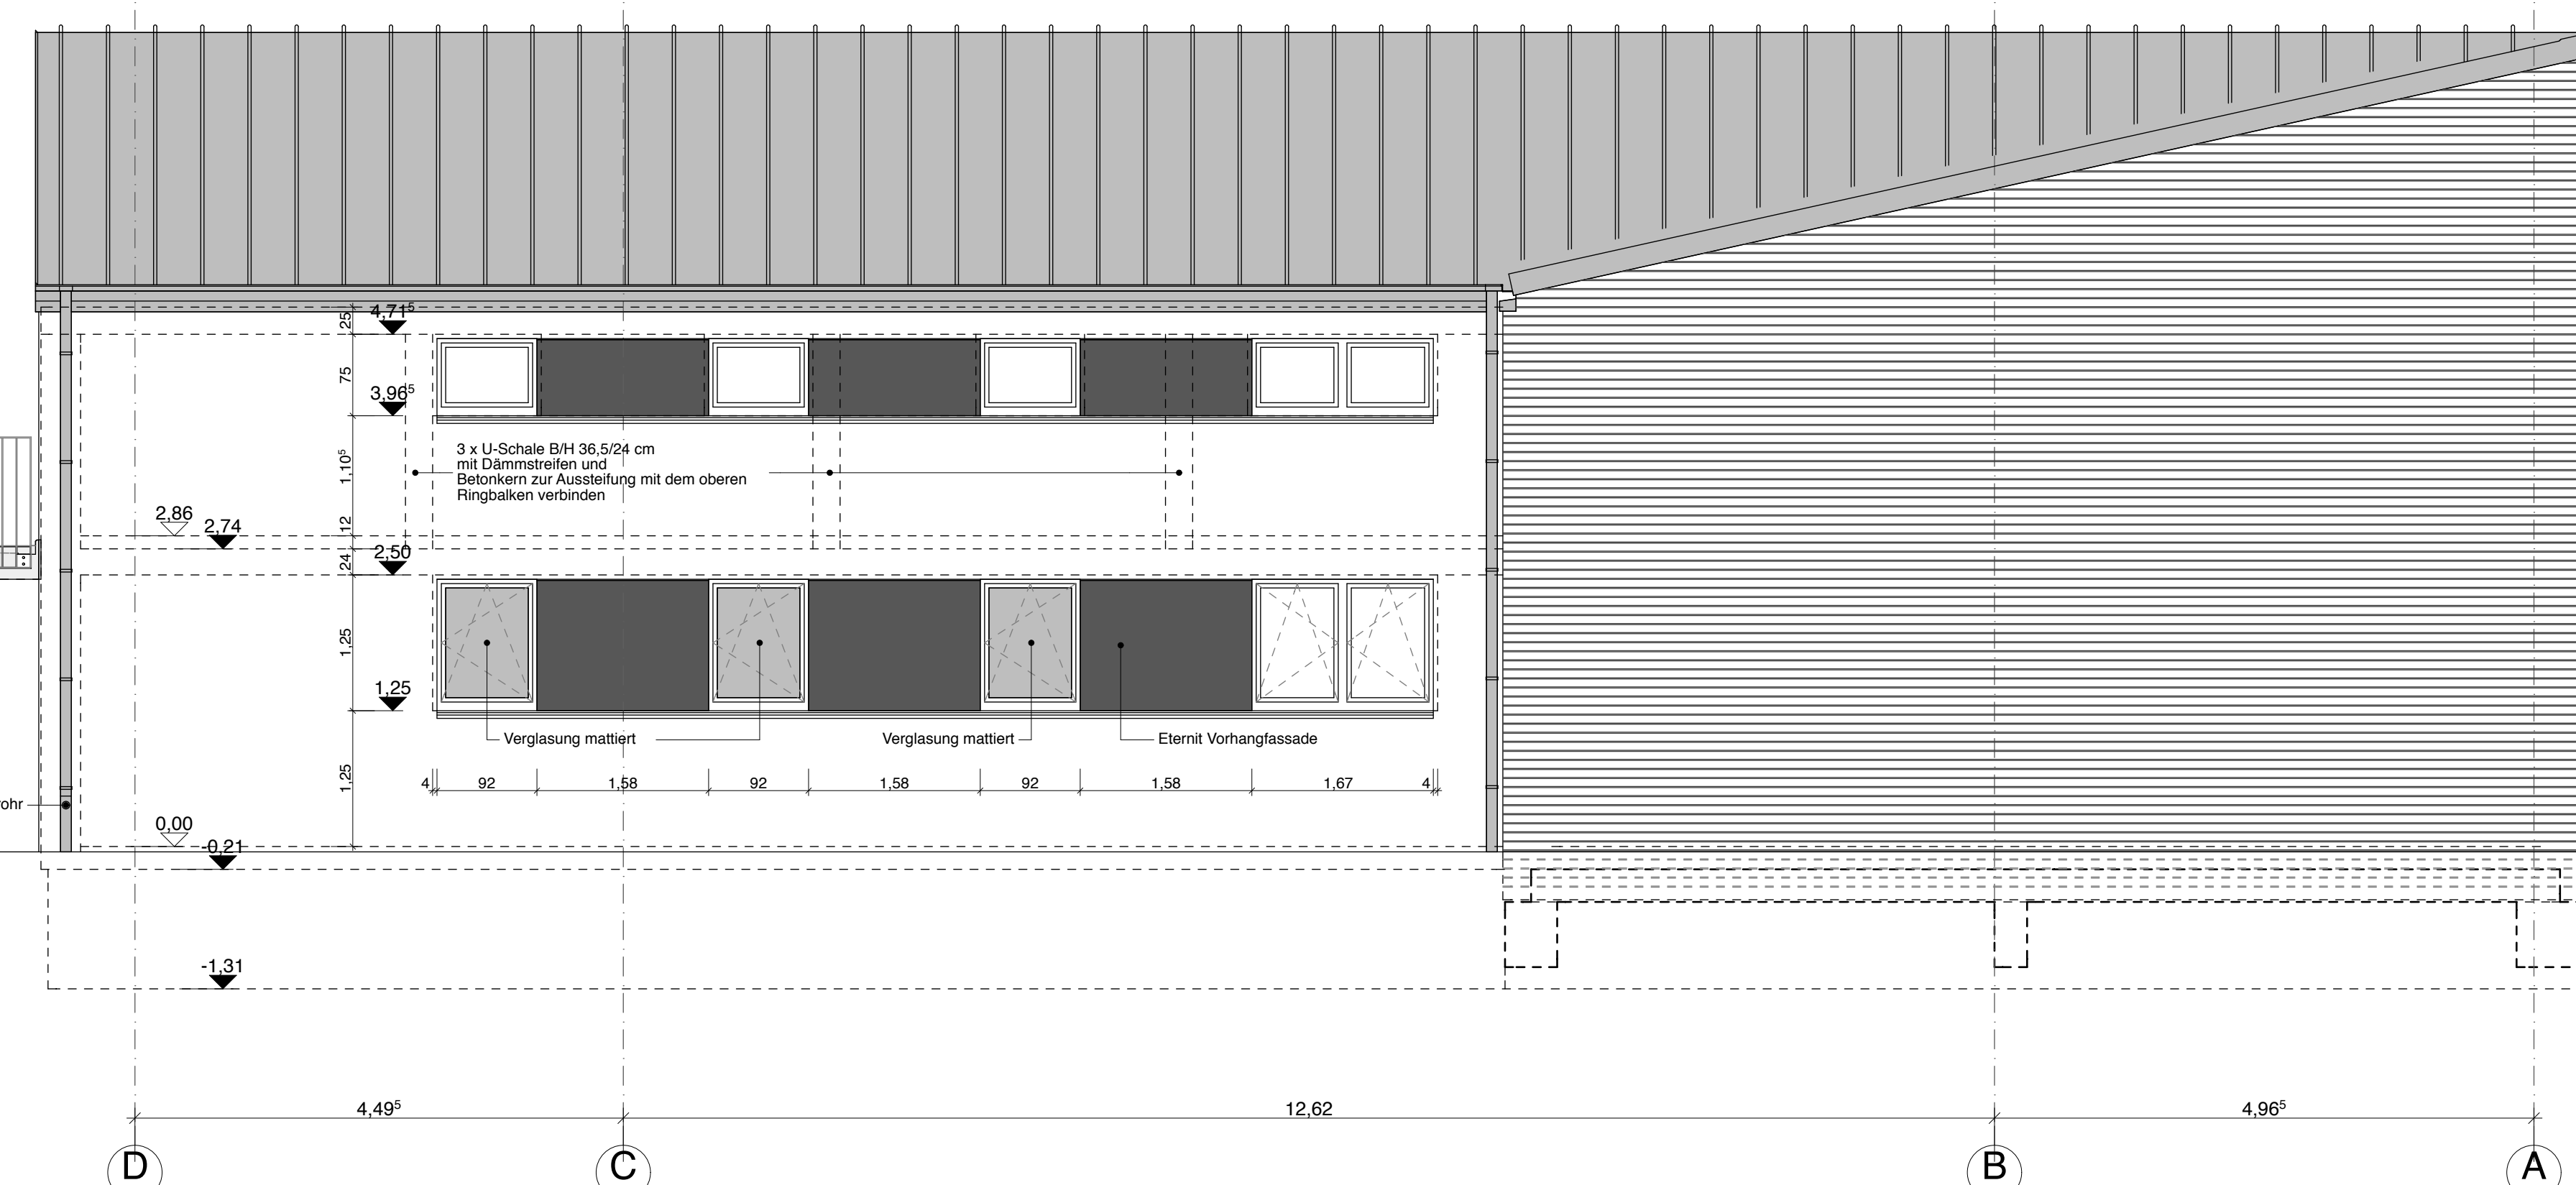 4,71⁵
25
75
3,96⁵
3 x U-Schale B/H 36,5/24 cm
mit Dämmstreifen und
Betonkern zur Aussteifung mit dem oberen
Ringbalken verbinden
1,10⁵
2,86
2,74
12
2,50
24
1,25
1,25
Verglasung mattiert
Verglasung mattiert
Eternit Vorhangfassade
1,25
4
92
1,58
92
1,58
92
1,58
1,67
4
ohr
0,00
-0,21
-1,31
4,49⁵
12,62
4,96⁵
D
C
B
A